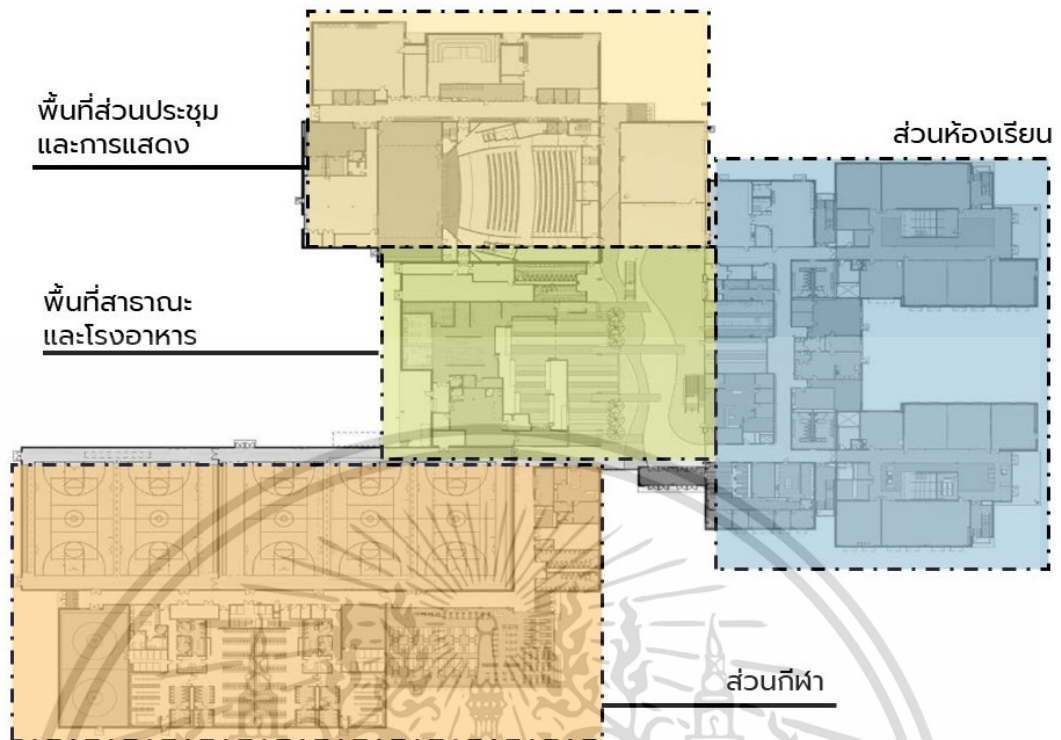 พื้นที่ส่วนประชุม
และการแสดง
ส่วนห้องเรียน
พื้นที่สาธาณะ
และโรงอาหาร
ส่วนกีฬา